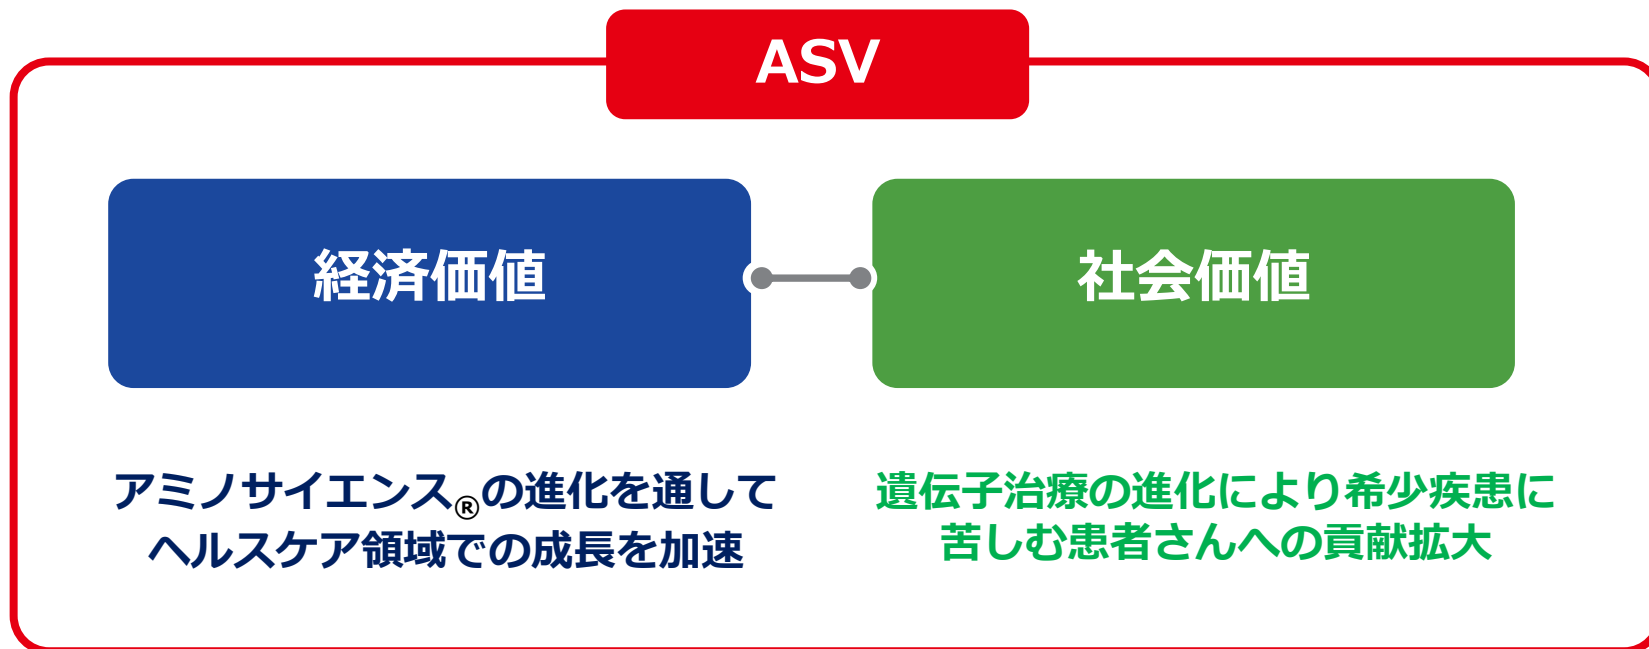 ASV
経済価値
社会価値
アミノサイエンス®の進化を通して
ヘルスケア領域での成長を加速
遺伝子治療の進化により希少疾患に
苦しむ患者さんへの貢献拡大